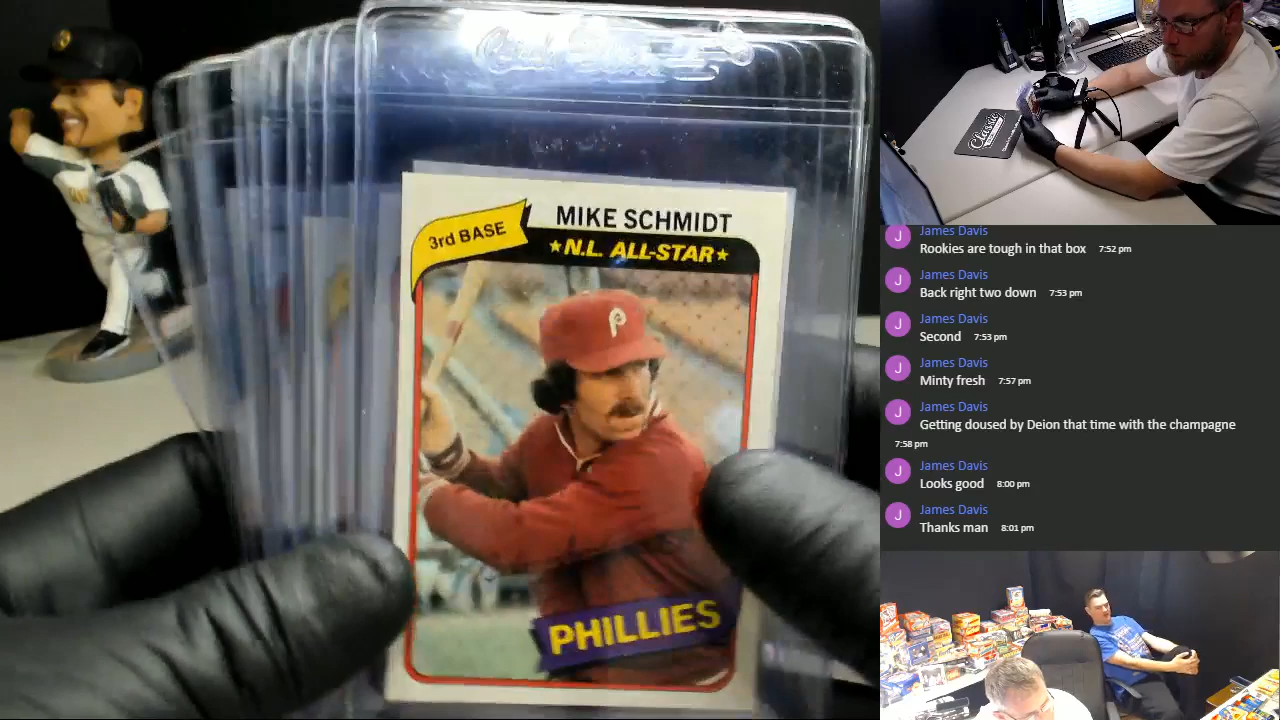 MIKE SCHMIDT
3rd BASE
★N.L. ALL-STAR★
P
PHILLIES
Classic
J
James Davis
Rookies are tough in that box 7:52 pm
J
James Davis
Back right two down 7:53 pm
J
James Davis
Second 7:53 pm
J
James Davis
Minty fresh 7:57 pm
J
James Davis
Getting doused by Deion that time with the champagne
7:58 pm
J
James Davis
Looks good 8:00 pm
J
James Davis
Thanks man 8:01 pm